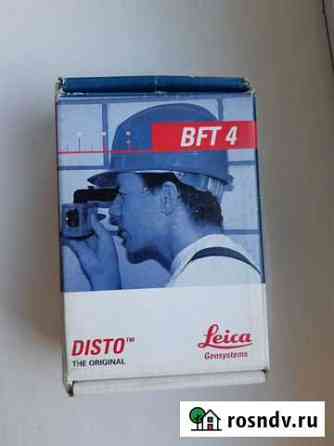 BFT 4
DISTO™
THE ORIGINAL
Leica
Geosystems
rosndv.ru